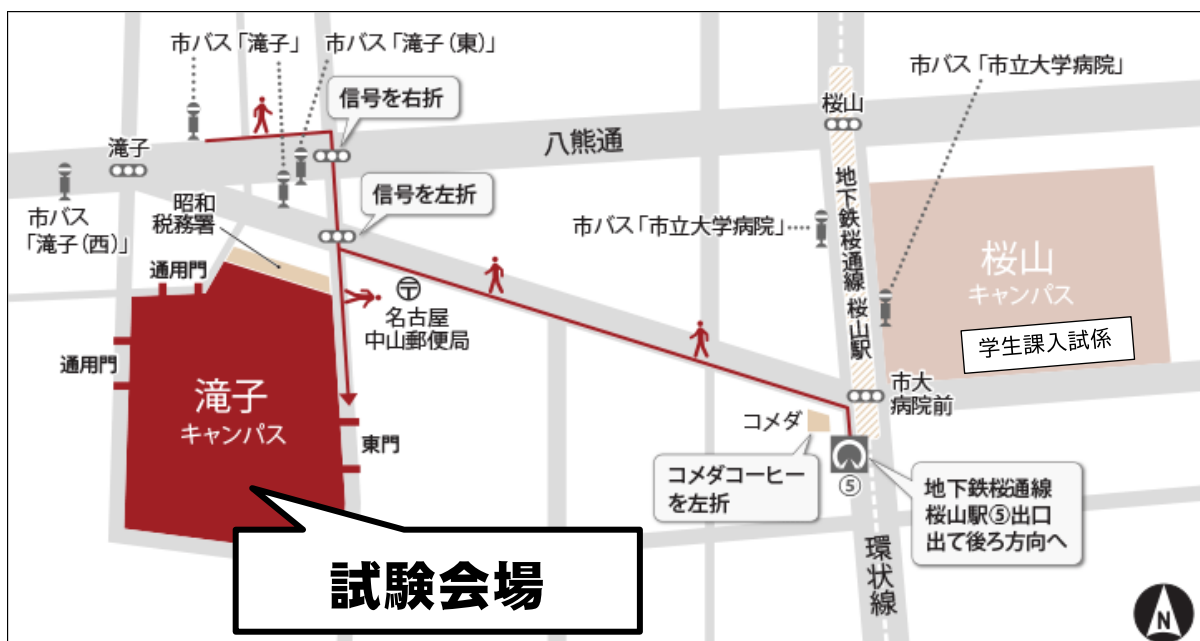 市バス「滝子」
市バス「滝子(東)」
信号を右折
市バス「市立大学病院」
桜山
滝子
八熊通
昭和
税務署
信号を左折
地下鉄桜通線 桜山駅
市バス
「滝子(西)」
市バス「市立大学病院」
桜山
キャンパス
通用門
〒
名古屋
中山郵便局
学生課入試係
通用門
滝子
キャンパス
市大
病院前
コメダ
東門
コメダコーヒー
を左折
⑤
地下鉄桜通線
桜山駅⑤出口
出て後ろ方向へ
試験会場
環状線
N